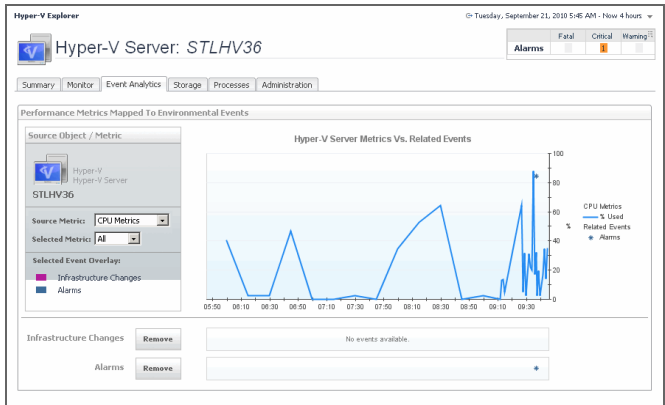 Hyper-V Explorer
Tuesday, September 21, 2010 5:45 AM - Now 4 hours
Hyper-V Server: STLHV36
Fatal Critical Warning
Alarms 1
Summary Monitor Event Analytics Storage Processes Administration
Performance Metrics Mapped To Environmental Events
Source Object / Metric
Hyper-V
Hyper-V Server
STLHV36
Source Metric: CPU Metrics
Selected Metric: All
Selected Event Overlay:
Infrastructure Changes
Alarms
Hyper-V Server Metrics Vs. Related Events
100
80
60
40
20
0
%
CPU Metrics
% Used
Related Events
Alarms
05:50 06:10 06:30 06:50 07:10 07:30 07:50 08:10 08:30 08:50 09:10 09:30
Infrastructure Changes Remove No events available.
Alarms Remove